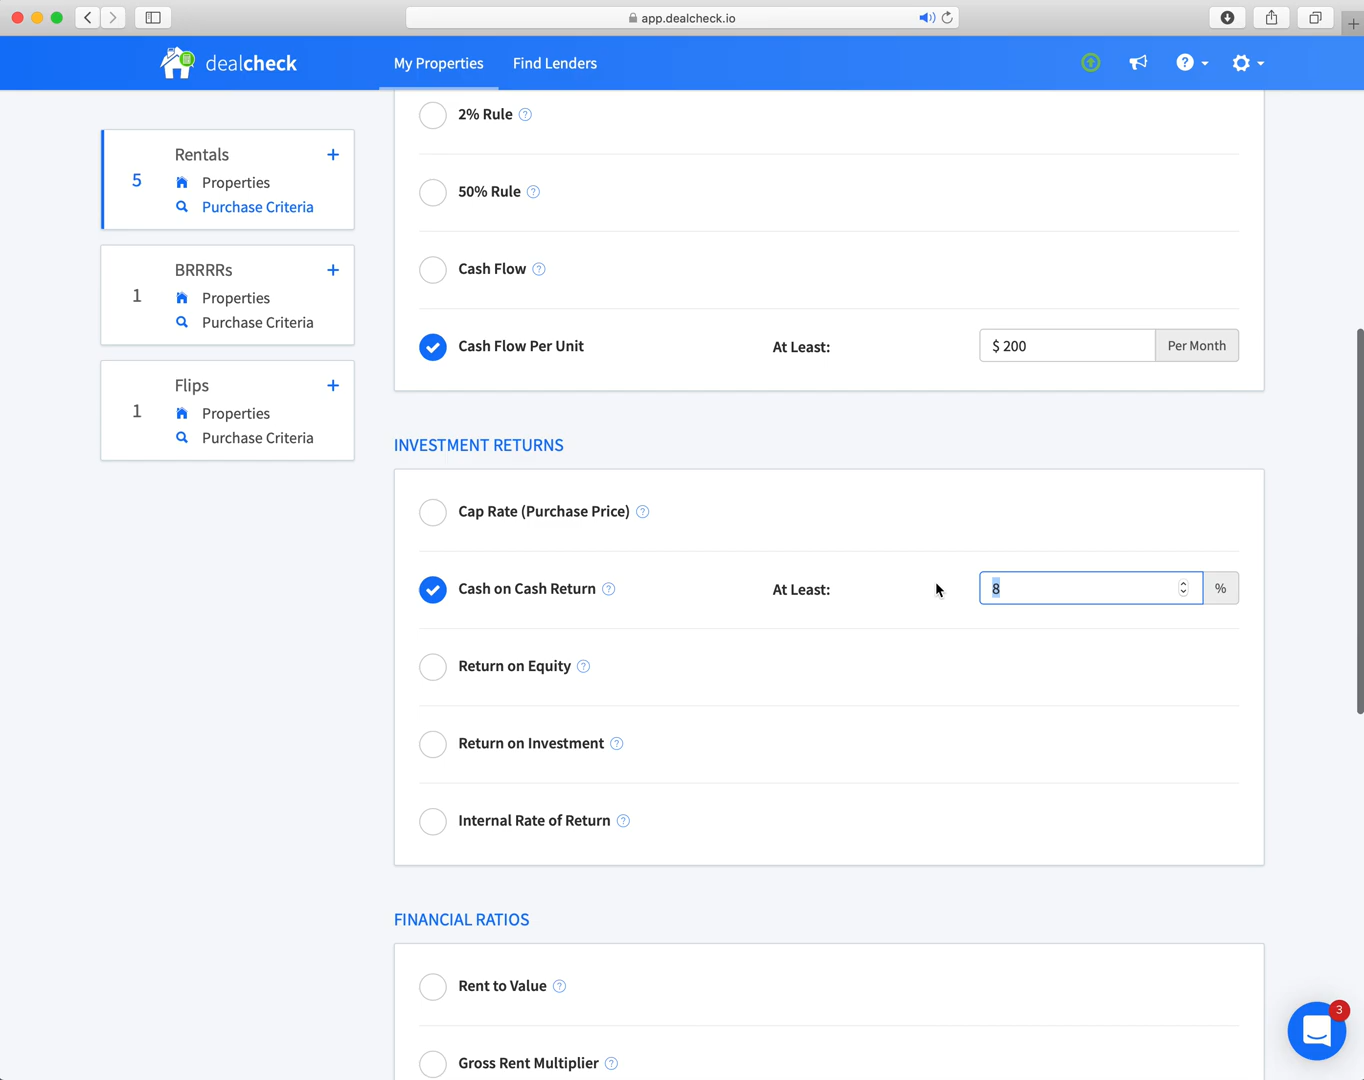 app.dealcheck.io
dealcheck
My Properties
Find Lenders
Rentals
5
Properties
Purchase Criteria
BRRRRs
1
Properties
Purchase Criteria
Flips
1
Properties
Purchase Criteria
2% Rule
50% Rule
Cash Flow
Cash Flow Per Unit At Least: $ 200 Per Month
INVESTMENT RETURNS
Cap Rate (Purchase Price)
Cash on Cash Return At Least: 8 %
Return on Equity
Return on Investment
Internal Rate of Return
FINANCIAL RATIOS
Rent to Value
Gross Rent Multiplier
3